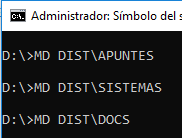 Administrador: Símbolo del s
D:\>MD DIST\APUNTES
D:\>MD DIST\SISTEMAS
D:\>MD DIST\DOCS